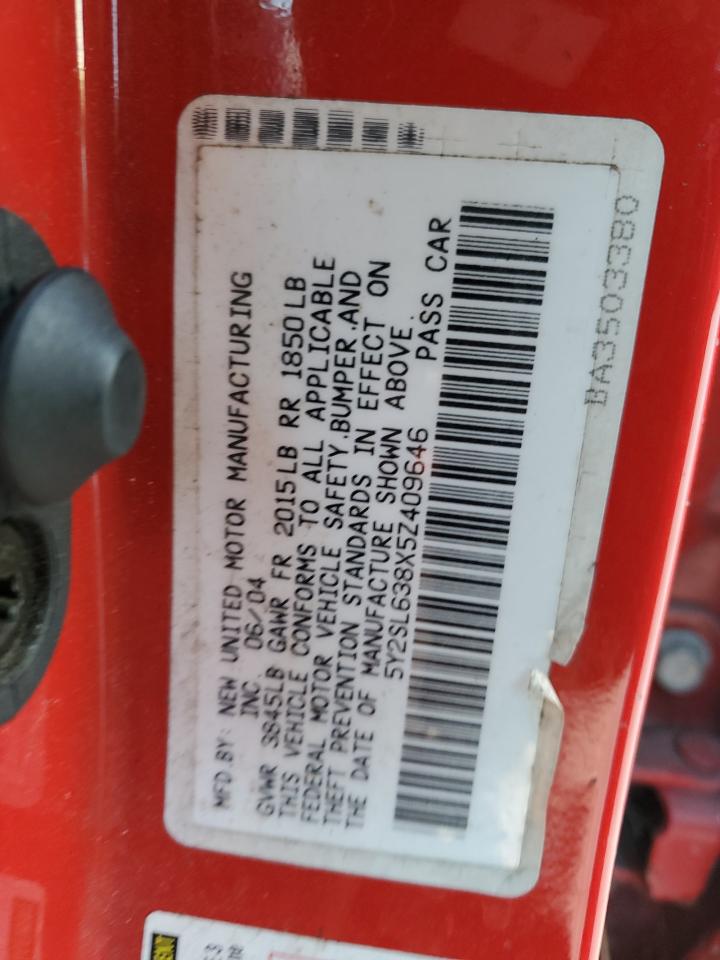 MFD BY: NEW UNITED MOTOR MANUFACTURING
INC. 06/04
GVWR 3845LB GAWR FR 2015LB RR 1850LB
THIS VEHICLE CONFORMS TO ALL APPLICABLE
FEDERAL MOTOR VEHICLE SAFETY,BUMPER,AND
THEFT PREVENTION STANDARDS IN EFFECT ON
THE DATE OF MANUFACTURE SHOWN ABOVE.
5Y2SL638X5Z409646 PASS CAR
DA3503380